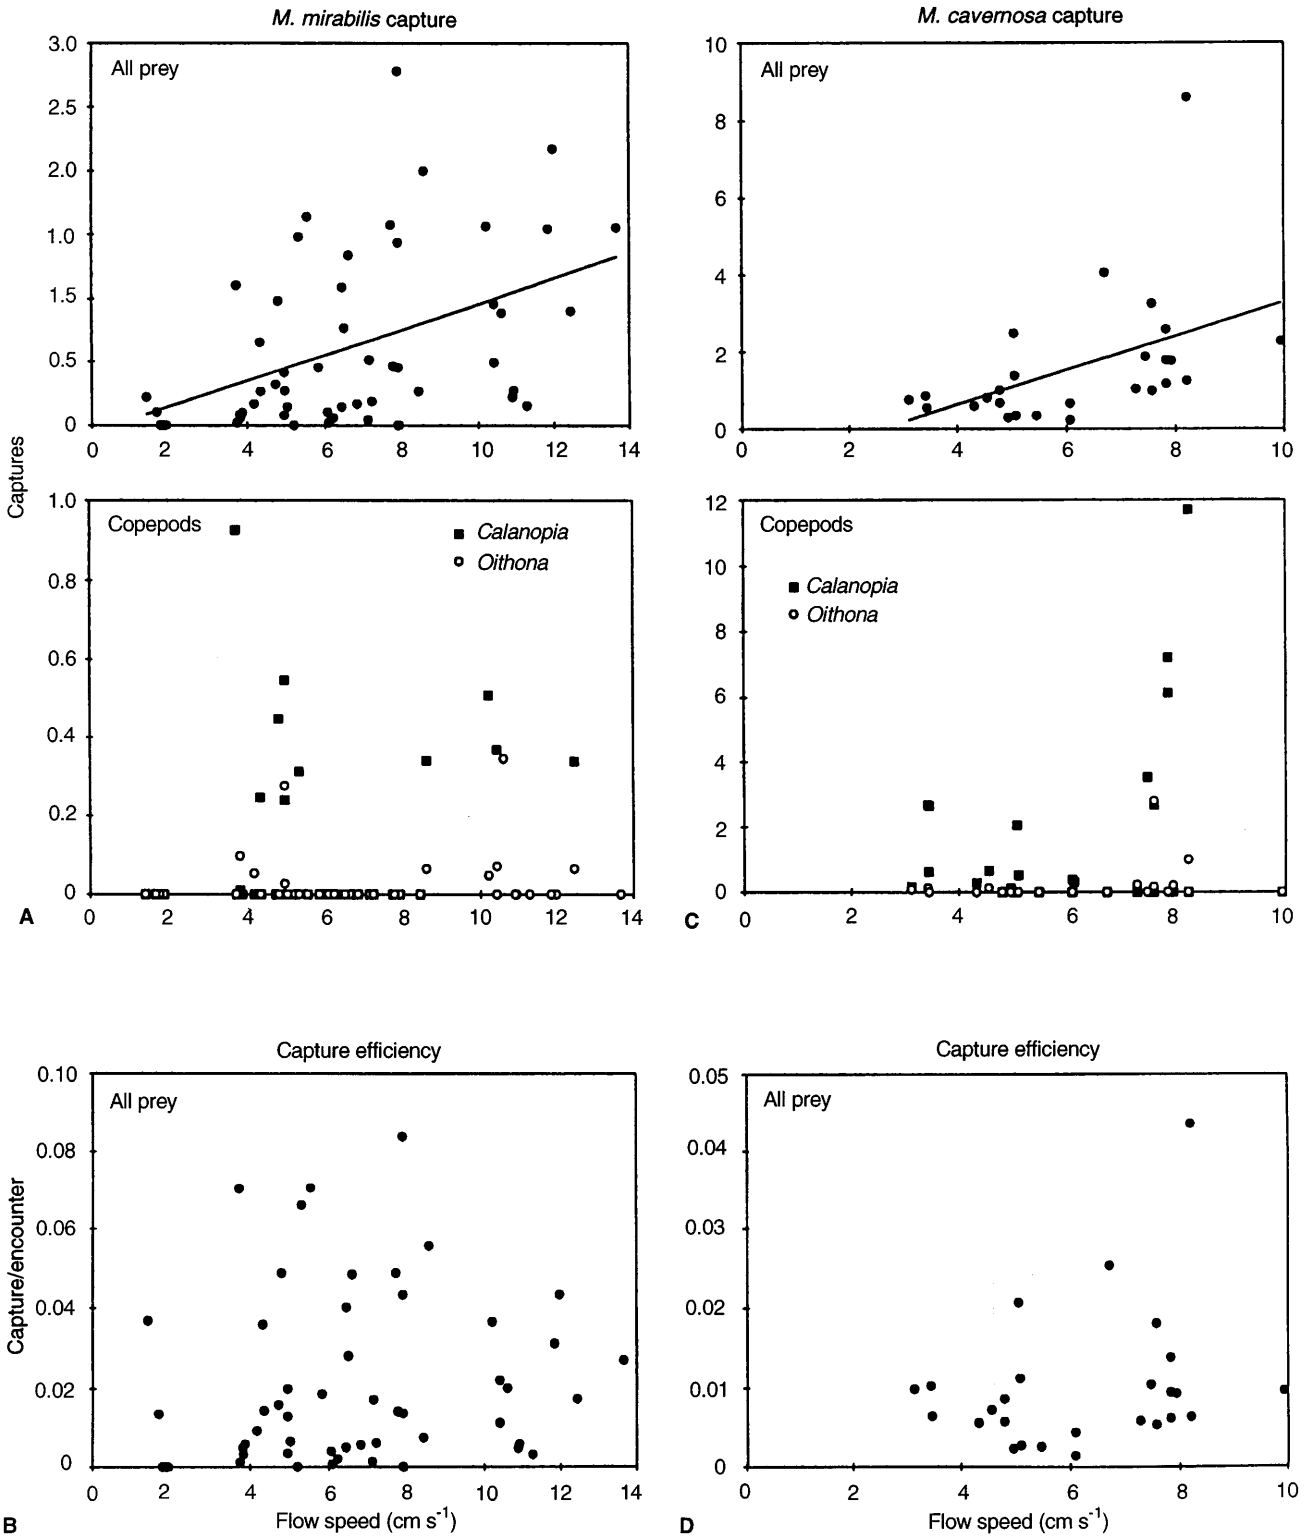 M. mirabilis capture
M. cavernosa capture
3.0
2.5
2.0
1.0
1.5
0.5
0
All prey
0 2 4 6 8 10 12 14
10
8
6
4
2
0
All prey
0 2 4 6 8 10
Captures
1.0
0.8
0.6
0.4
0.2
0
Copepods
Calanopia
Oithona
A
0 2 4 6 8 10 12 14
12
10
8
6
4
2
0
Copepods
Calanopia
Oithona
C
0 2 4 6 8 10
Capture efficiency
Capture efficiency
0.10
0.08
0.06
0.04
0.02
0
All prey
Capture/encounter
0 2 4 6 8 10 12 14
B
Flow speed (cm s⁻¹)
0.05
0.04
0.03
0.02
0.01
0
All prey
0 2 4 6 8 10
D
Flow speed (cm s⁻¹)